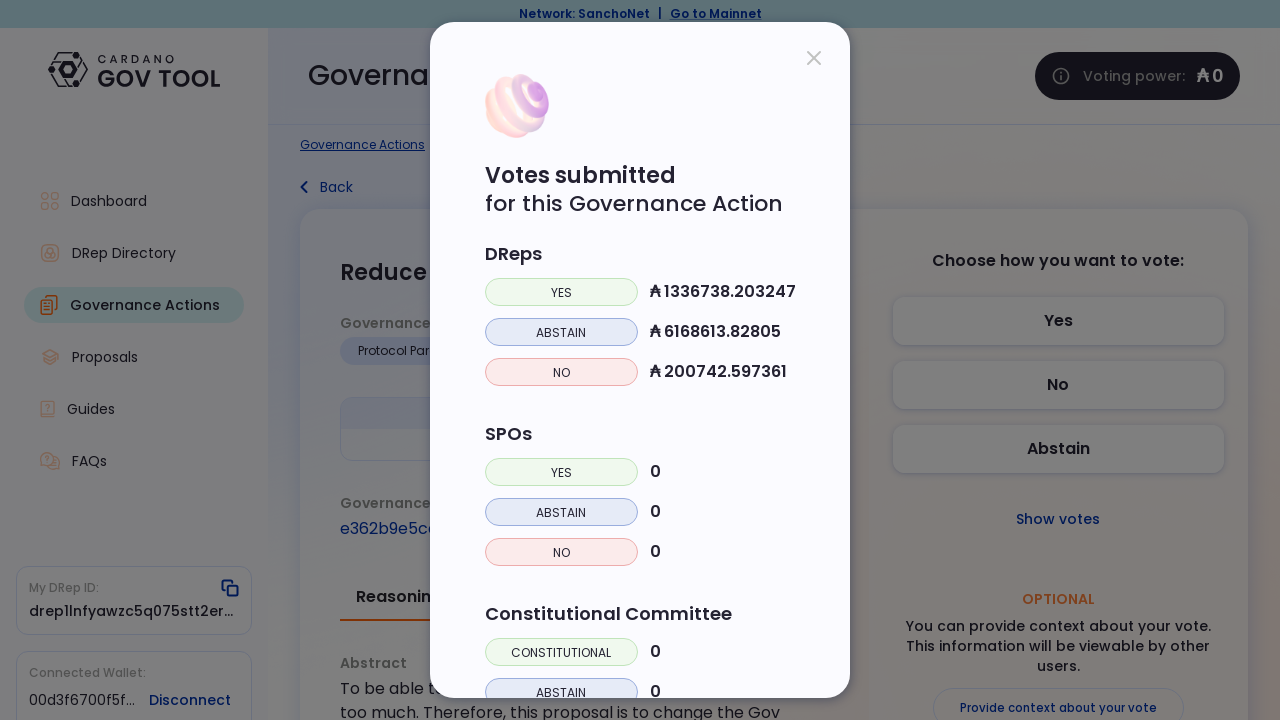 Network: SanchoNet | Go to Mainnet
CARDANO
GOV TOOL
Governa
Voting power: ₳ 0
Governance Actions
Back
Dashboard
DRep Directory
Governance Actions
Proposals
Guides
FAQs
My DRep ID:
drep1lnfyawzc5q075stt2er...
Connected Wallet:
00d3f6700f5f... Disconnect
Reduce
Governance
Protocol Par
Governance
e362b9e5c
Reasonin
Abstract
To be able t
too much. Therefore, this proposal is to change the Gov
Votes submitted
for this Governance Action
DReps
YES ₳ 1336738.203247
ABSTAIN ₳ 6168613.82805
NO ₳ 200742.597361
SPOs
YES 0
ABSTAIN 0
NO 0
Constitutional Committee
CONSTITUTIONAL 0
ABSTAIN 0
Choose how you want to vote:
Yes
No
Abstain
Show votes
OPTIONAL
You can provide context about your vote.
This information will be viewable by other
users.
Provide context about your vote